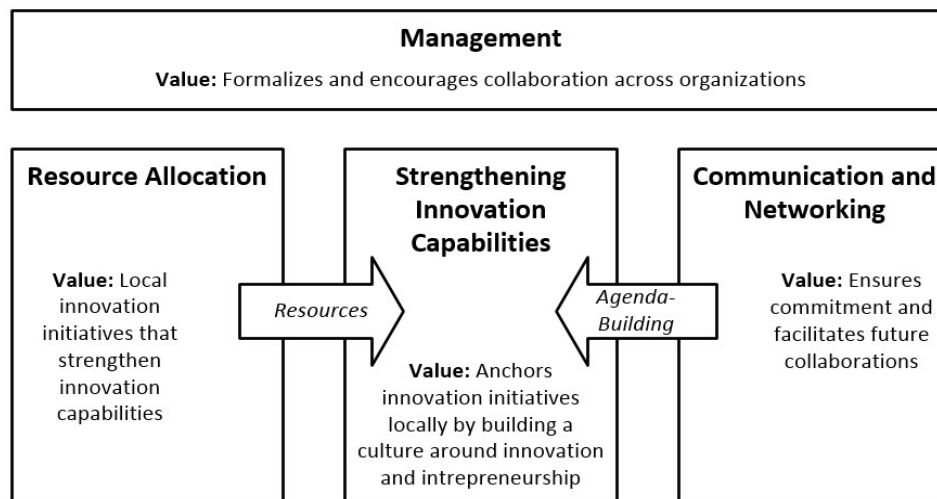 Management
Value: Formalizes and encourages collaboration across organizations
Resource Allocation
Value: Local
innovation
initiatives that
strengthen
innovation
capabilities
Resources
Strengthening
Innovation
Capabilities
Value: Anchors
innovation initiatives
locally by building a
culture around innovation
and intrepreneurship
Agenda-
Building
Communication and
Networking
Value: Ensures
commitment and
facilitates future
collaborations